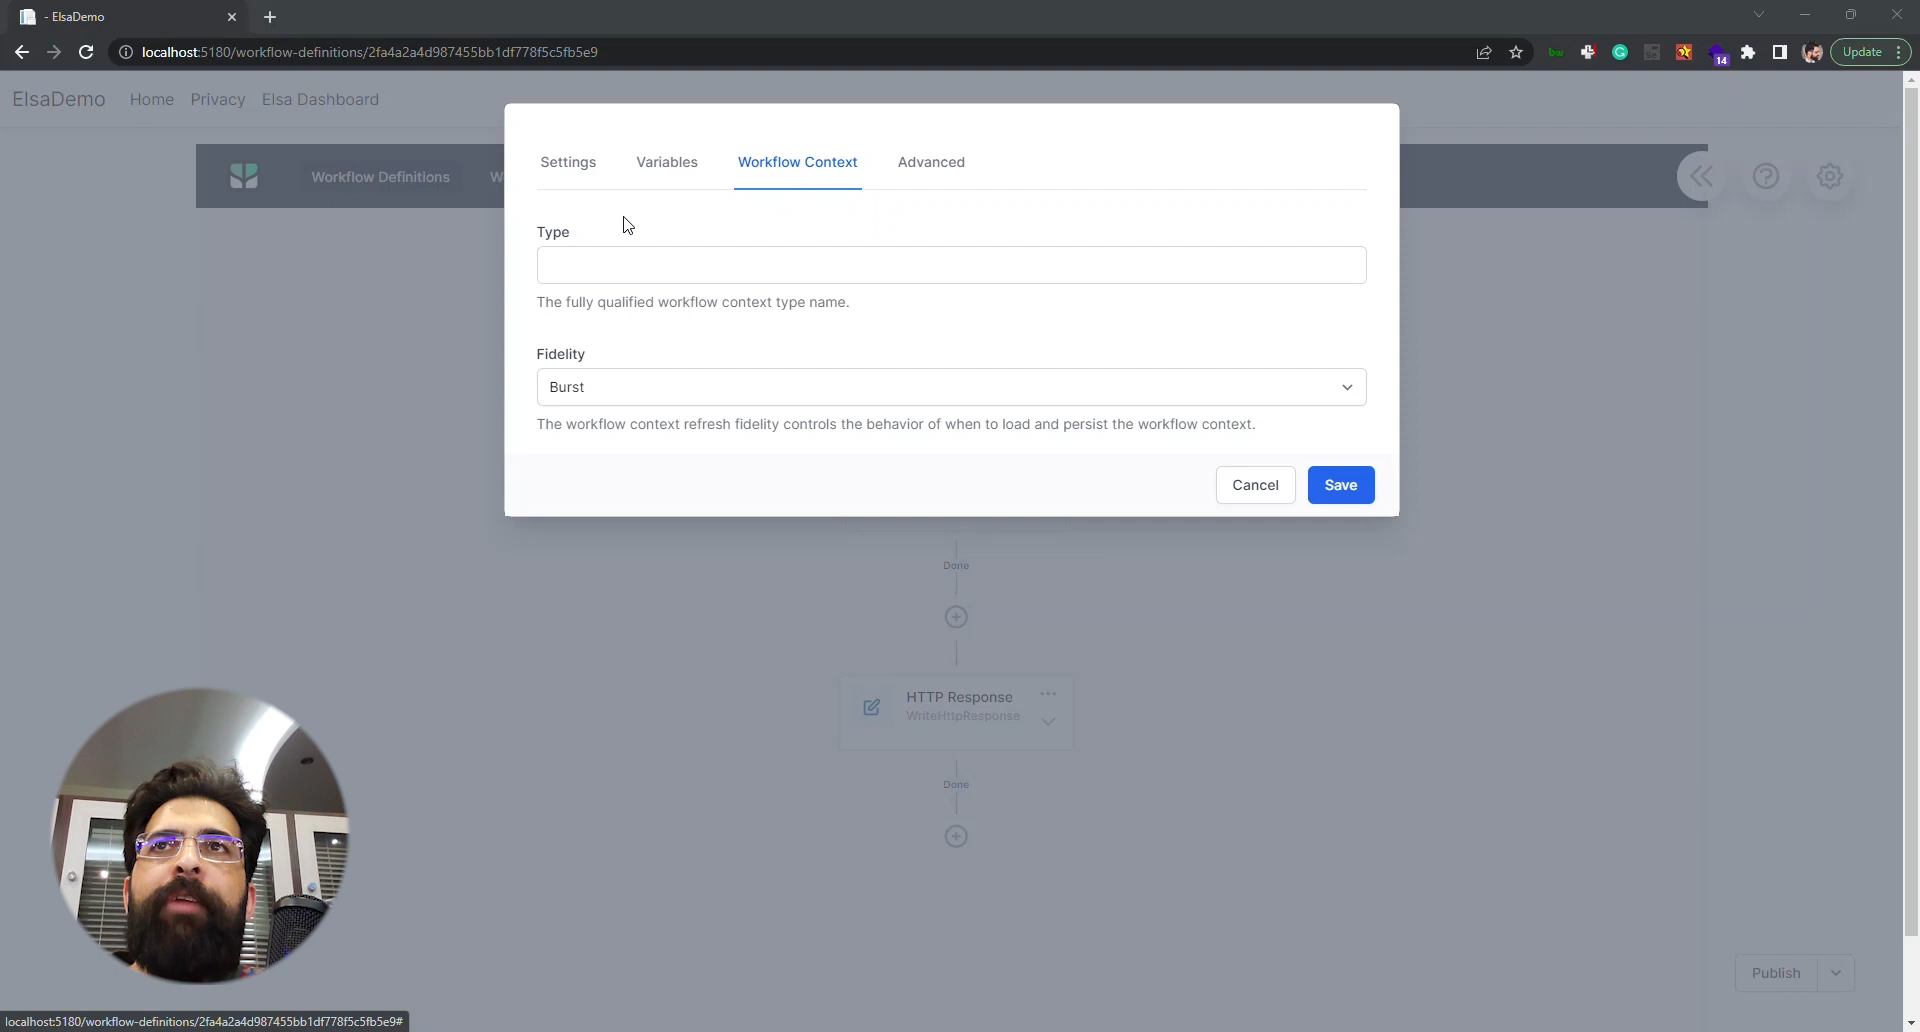 - ElsaDemo
localhost:5180/workflow-definitions/2fa4a2a4d987455bb1df778f5c5fb5e9
14
Update
ElsaDemo Home Privacy Elsa Dashboard
Settings Variables Workflow Context Advanced
Workflow Definitions W
Type
The fully qualified workflow context type name.
Fidelity
Burst
The workflow context refresh fidelity controls the behavior of when to load and persist the workflow context.
Cancel Save
Done
HTTP Response
WriteHttpResponse
Done
Publish
localhost:5180/workflow-definitions/2fa4a2a4d987455bb1df778f5c5fb5e9#